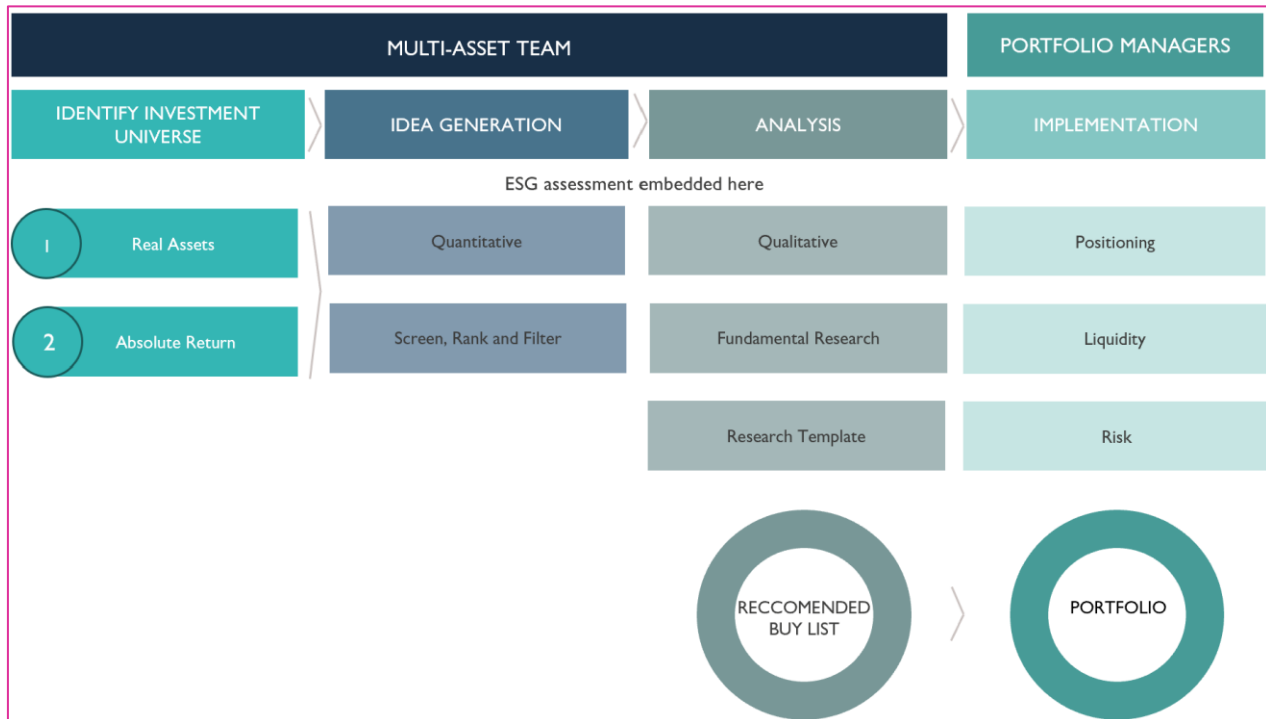 MULTI-ASSET TEAM
PORTFOLIO MANAGERS
IDENTIFY INVESTMENT
UNIVERSE
IDEA GENERATION
ANALYSIS
IMPLEMENTATION
ESG assessment embedded here
1
Real Assets
Quantitative
Qualitative
Positioning
2
Absolute Return
Screen, Rank and Filter
Fundamental Research
Liquidity
Research Template
Risk
RECCOMENDED
BUY LIST
PORTFOLIO